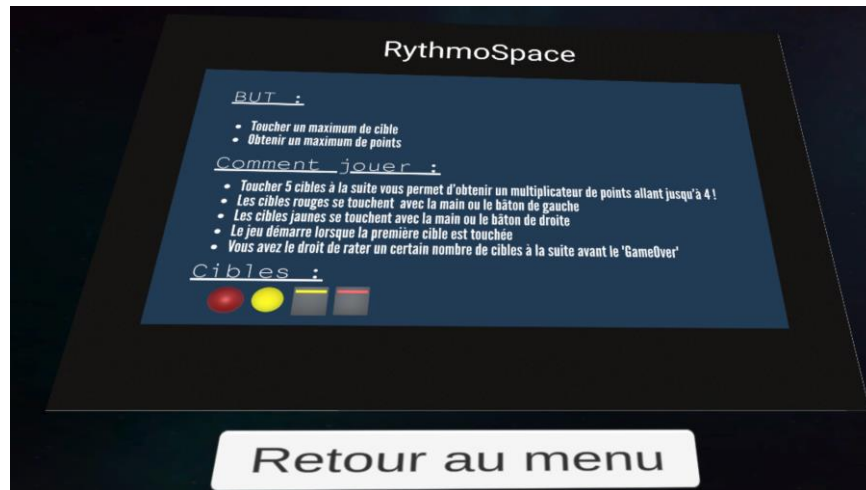 RythmoSpace
BUT :
• Toucher un maximum de cible
• Obtenir un maximum de points
Comment jouer :
• Toucher 5 cibles à la suite vous permet d'obtenir un multiplicateur de points allant jusqu'à 4 !
• Les cibles rouges se touchent avec la main ou le bâton de gauche
• Les cibles jaunes se touchent avec la main ou le bâton de droite
• Le jeu démarre lorsque la première cible est touchée
• Vous avez le droit de rater un certain nombre de cibles à la suite avant le 'GameOver'
Cibles :
Retour au menu